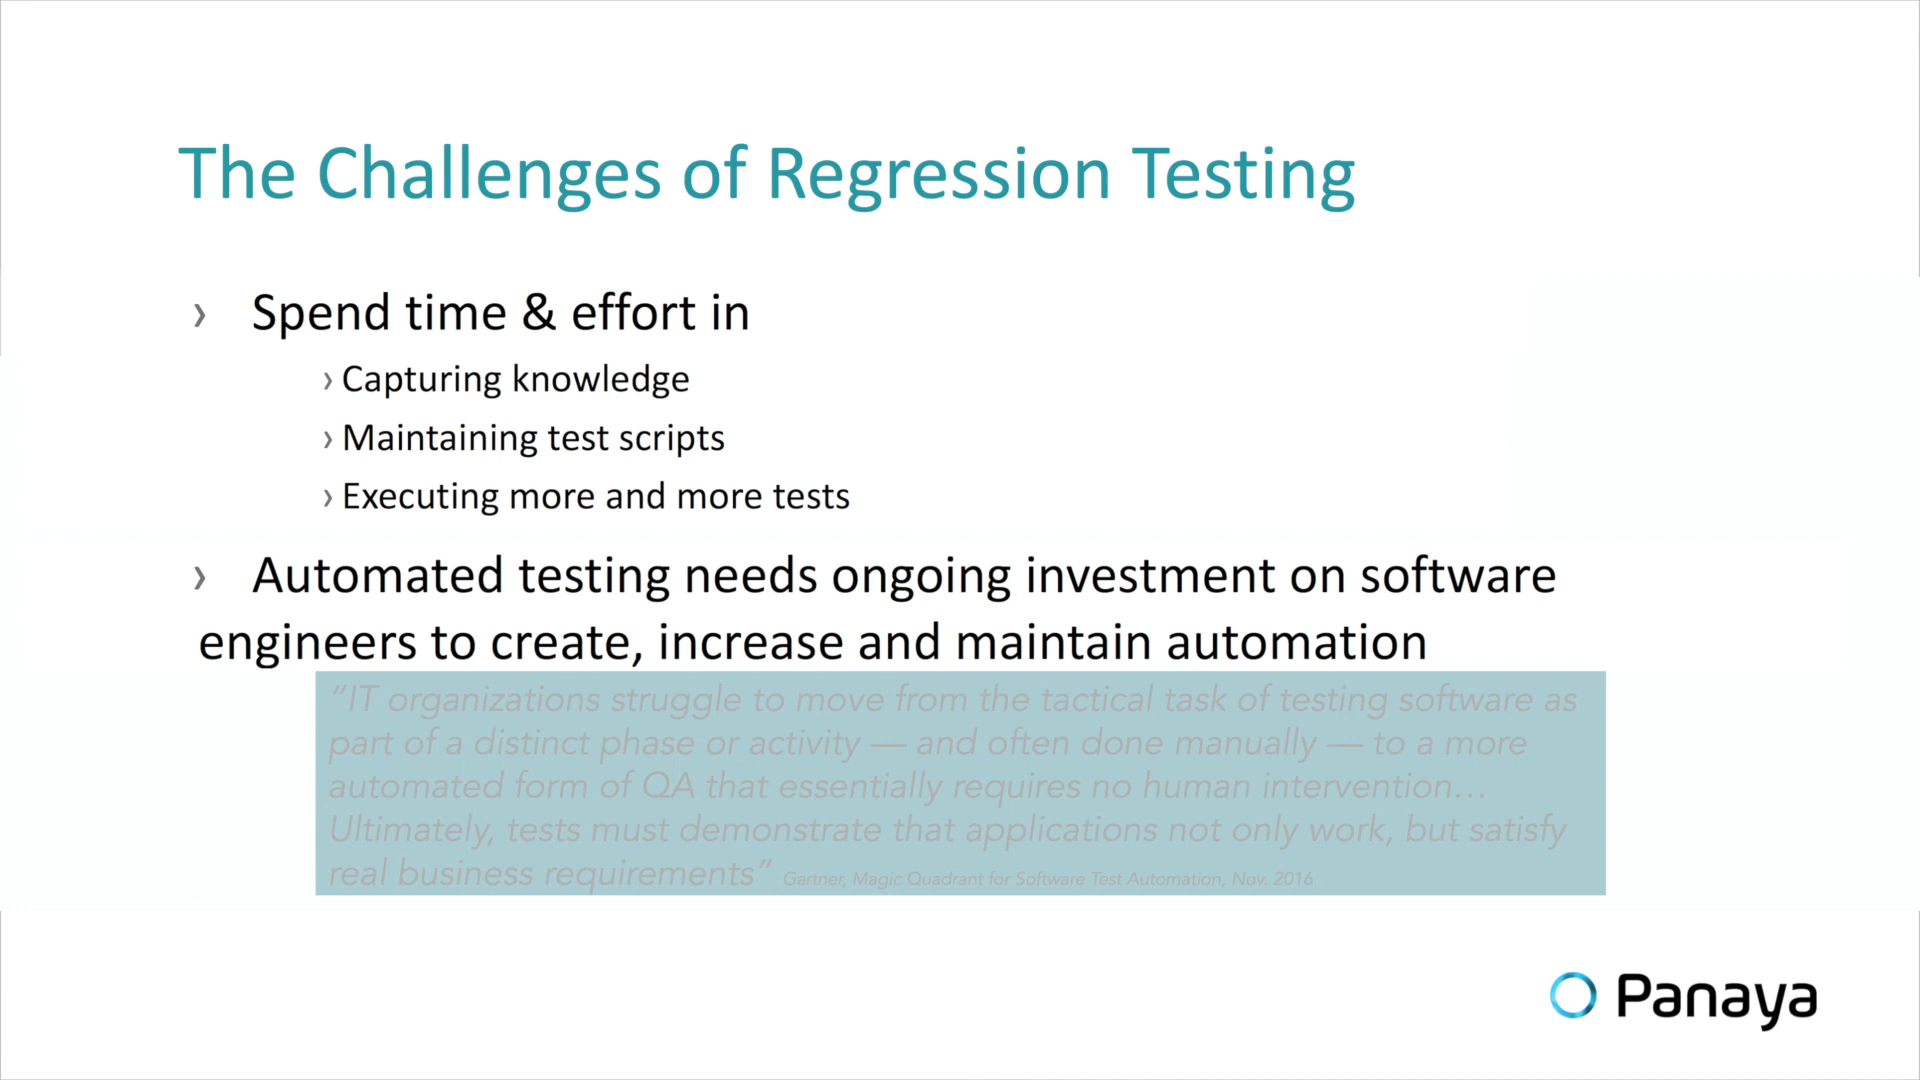 The Challenges of Regression Testing
› Spend time & effort in
› Capturing knowledge
› Maintaining test scripts
› Executing more and more tests
› Automated testing needs ongoing investment on software
engineers to create, increase and maintain automation
“IT organizations struggle to move from the tactical task of testing software as
part of a distinct phase or activity — and often done manually — to a more
automated form of QA that essentially requires no human intervention…
Ultimately, tests must demonstrate that applications not only work, but satisfy
real business requirements” Gartner, Magic Quadrant for Software Test Automation, Nov. 2016
Panaya